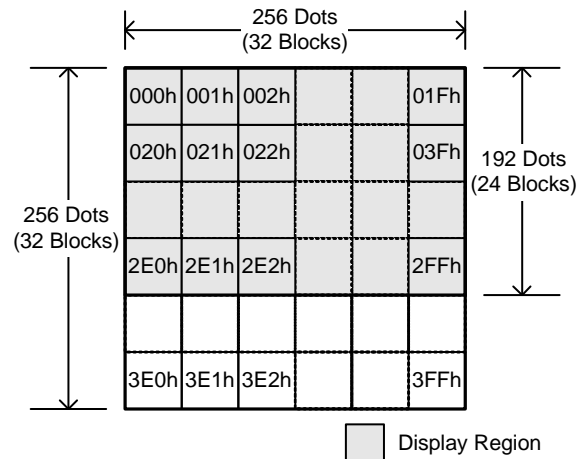 256 Dots
(32 Blocks)
000h 001h 002h 01Fh
020h 021h 022h 03Fh
192 Dots
(24 Blocks)
256 Dots
(32 Blocks)
2E0h 2E1h 2E2h 2FFh
3E0h 3E1h 3E2h 3FFh
Display Region